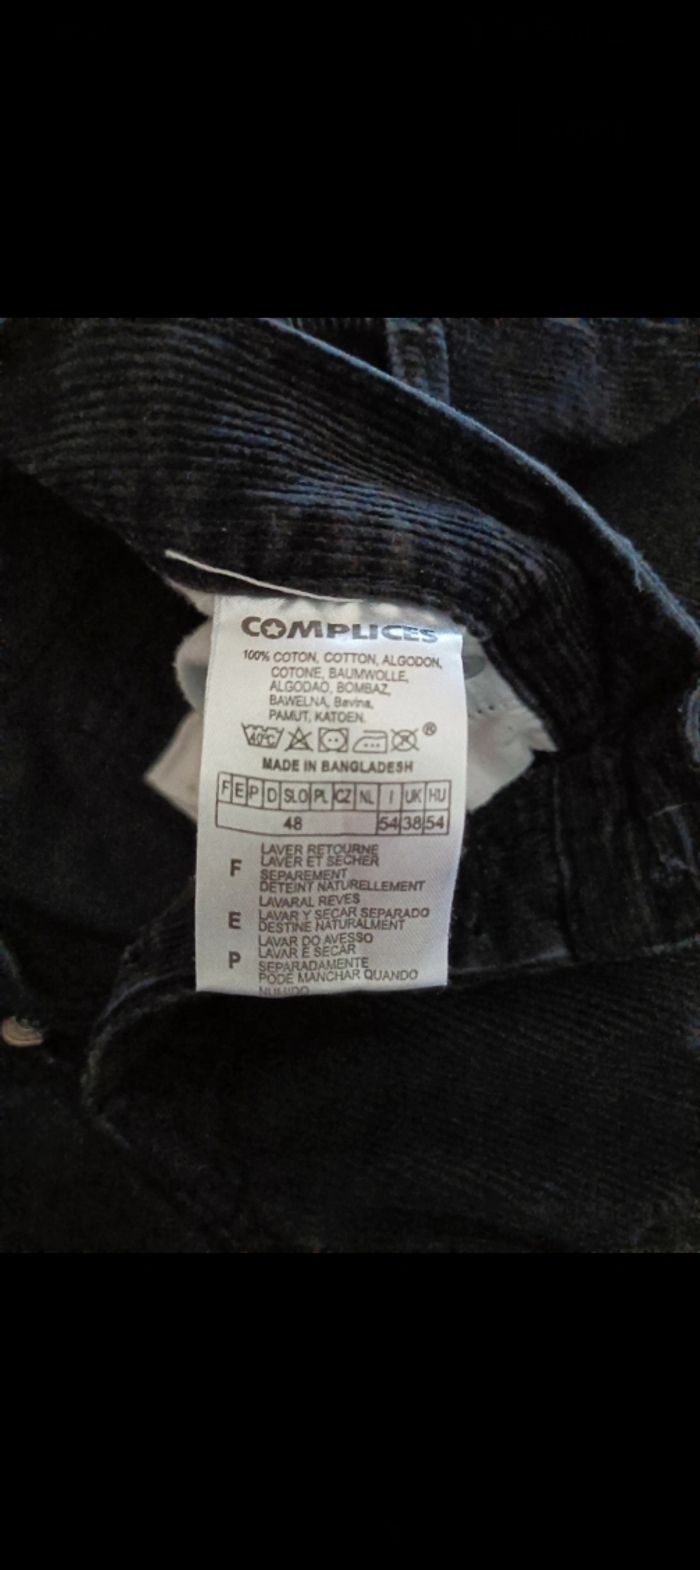 COMPLICES
100% COTON, COTTON, ALGODON,
COTONE, BAUMWOLLE,
ALGODAO, BOMBAZ,
BAWELNA, Bavlna,
PAMUT, KATOEN.
40°C ®
MADE IN BANGLADESH
F E P D SLO PL CZ NL I UK HU
48 54 38 54
F
LAVER RETOURNE
LAVER ET SECHER
SEPAREMENT
DETEINT NATURELLEMENT
E
LAVARAL REVES
LAVAR Y SECAR SEPARADO
DESTINE NATURALMENT
P
LAVAR DO AVESSO
LAVAR E SECAR
SEPARADAMENTE
PODE MANCHAR QUANDO